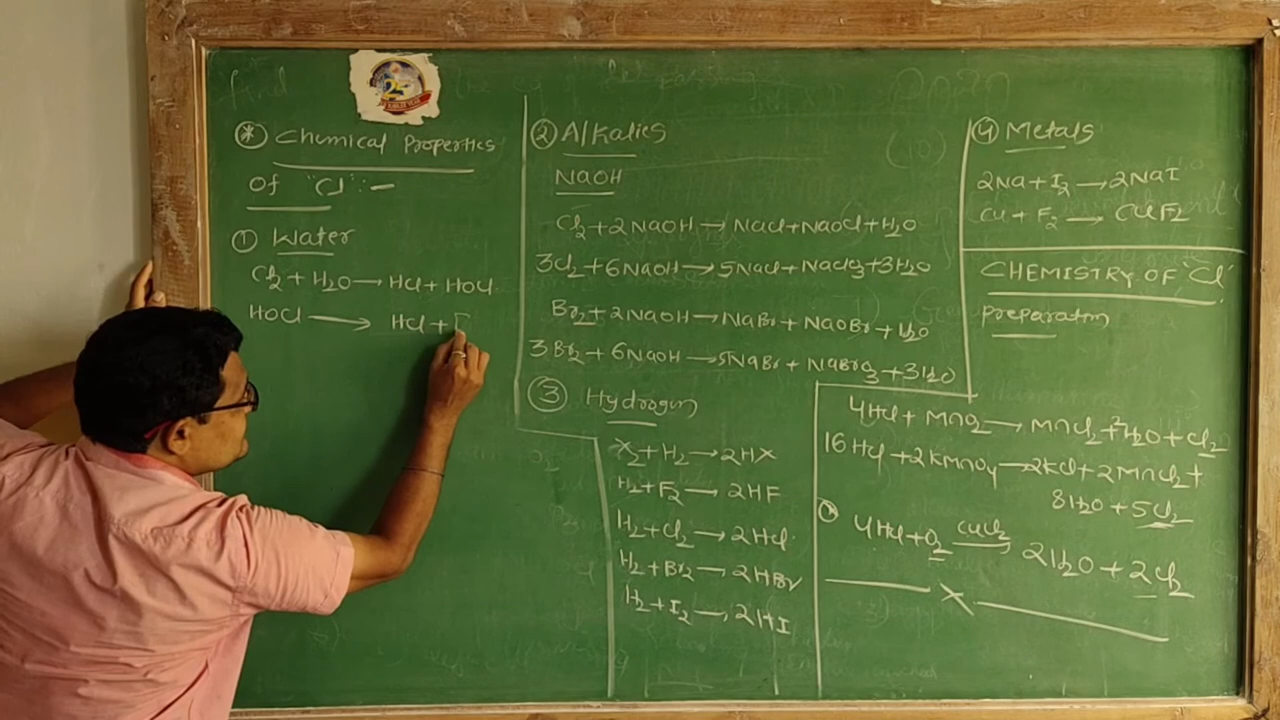 * Chemical Properties
Of "Cl" :-
① Water
Cl₂ + H₂O → HCl + HOCl
HOCl → HCl +
② Alkalies
NaOH
Cl₂ + 2NaOH → NaCl + NaOCl + H₂O
3Cl₂ + 6NaOH → 5NaCl + NaClO₃ + 3H₂O
Br₂ + 2NaOH → NaBr + NaOBr + H₂O
3Br₂ + 6NaOH → 5NaBr + NaBrO₃ + 3H₂O
③ Hydrogen
X₂ + H₂ → 2HX
H₂ + F₂ → 2HF
H₂ + Cl₂ → 2HCl
H₂ + Br₂ → 2HBr
H₂ + I₂ → 2HI
④ Metals
2Na + I₂ → 2NaI
Cu + F₂ → CuF₂
CHEMISTRY OF "Cl"
preparation
4HCl + MnO₂ → MnCl₂ + 2H₂O + Cl₂
16HCl + 2KMnO₄ → 2KCl + 2MnCl₂ +
8H₂O + 5Cl₂
* 4HCl + O₂ CuCl₂ → 2H₂O + 2Cl₂
X